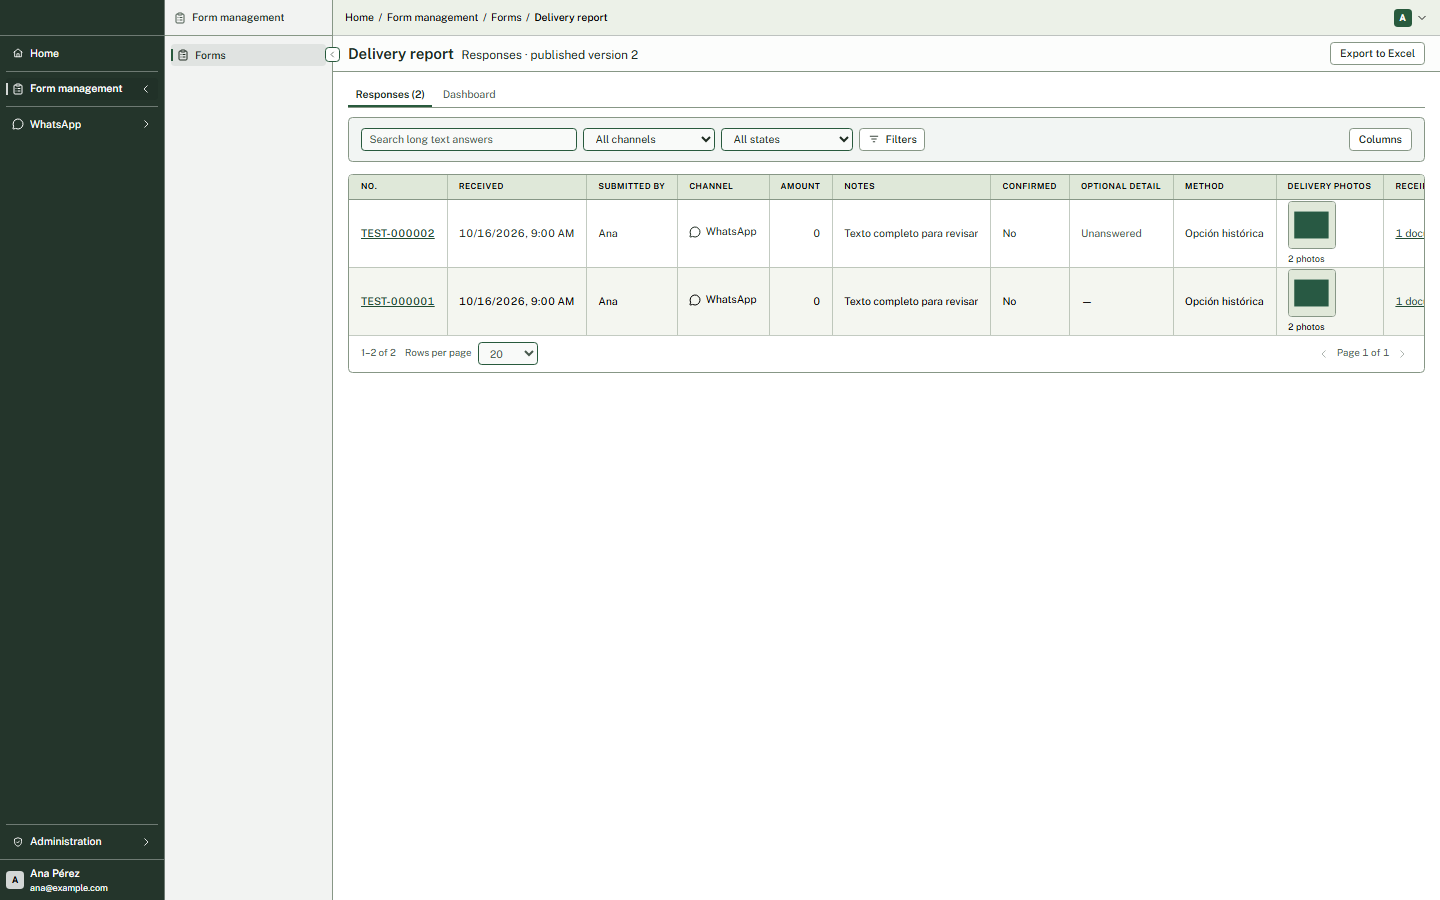 Form management
Home / Form management / Forms / Delivery report
A
Home
Form management
WhatsApp
Forms
Delivery report Responses · published version 2
Export to Excel
Responses (2) Dashboard
Search long text answers All channels All states Filters Columns
NO. RECEIVED SUBMITTED BY CHANNEL AMOUNT NOTES CONFIRMED OPTIONAL DETAIL METHOD DELIVERY PHOTOS RECEI
TEST-000002 10/16/2026, 9:00 AM Ana WhatsApp 0 Texto completo para revisar No Unanswered Opción histórica 2 photos 1 doc
TEST-000001 10/16/2026, 9:00 AM Ana WhatsApp 0 Texto completo para revisar No — Opción histórica 2 photos 1 doc
1–2 of 2 Rows per page 20 Page 1 of 1
Administration
A
Ana Pérez
ana@example.com